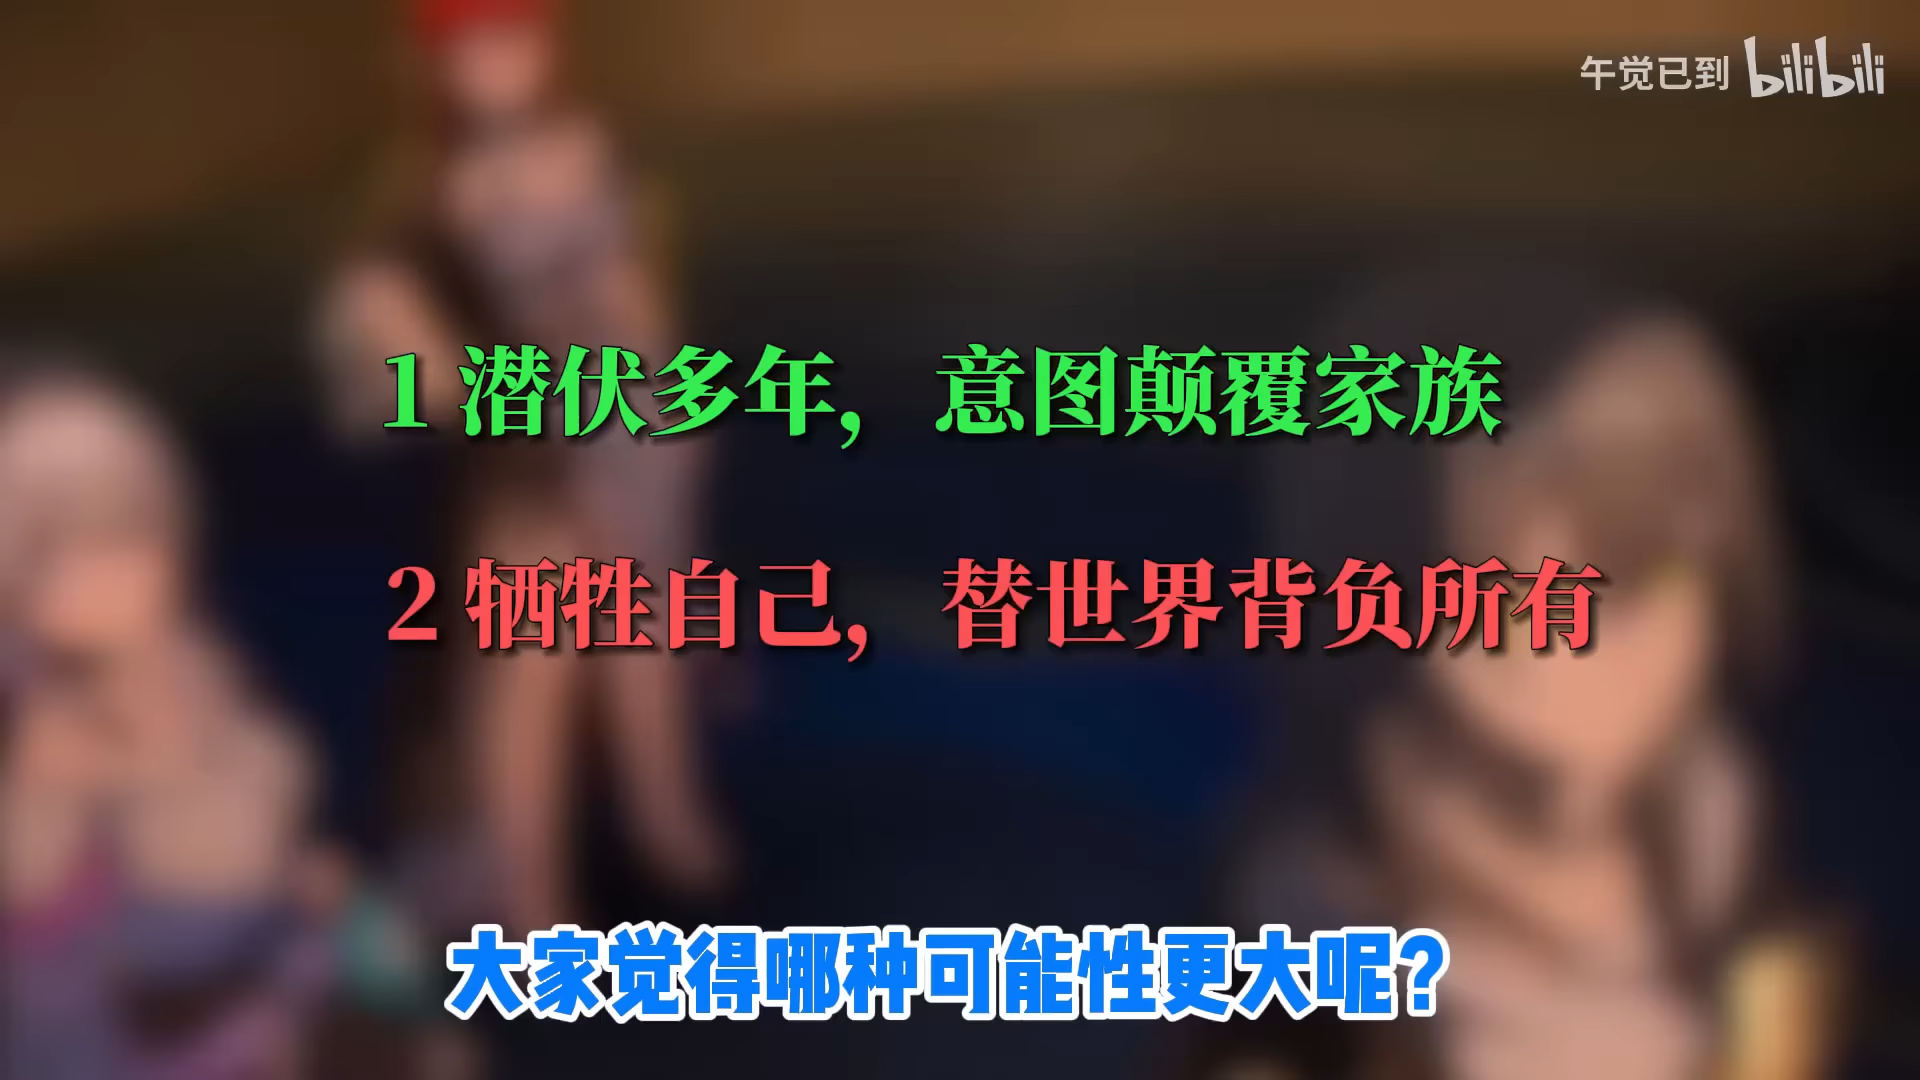 午觉已到 bilibili
1 潜伏多年，意图颠覆家族
2 牺牲自己，替世界背负所有
大家觉得哪种可能性更大呢？